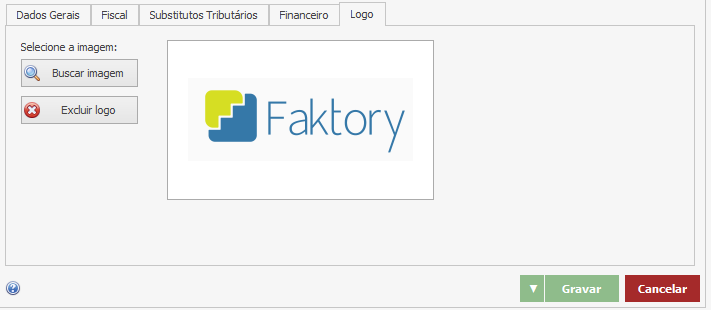 Dados Gerais Fiscal Substitutos Tributários Financeiro Logo
Selecione a imagem:
Buscar imagem
Excluir logo
Faktory
? ▼ Gravar Cancelar